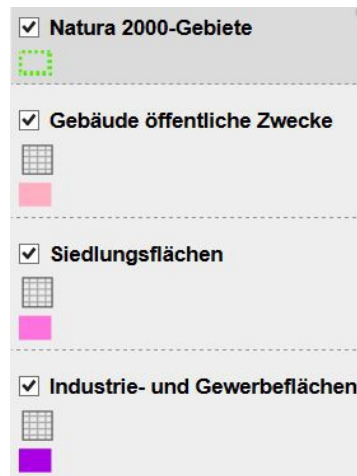 Natura 2000-Gebiete
Gebäude öffentliche Zwecke
Siedlungsflächen
Industrie- und Gewerbeflächen